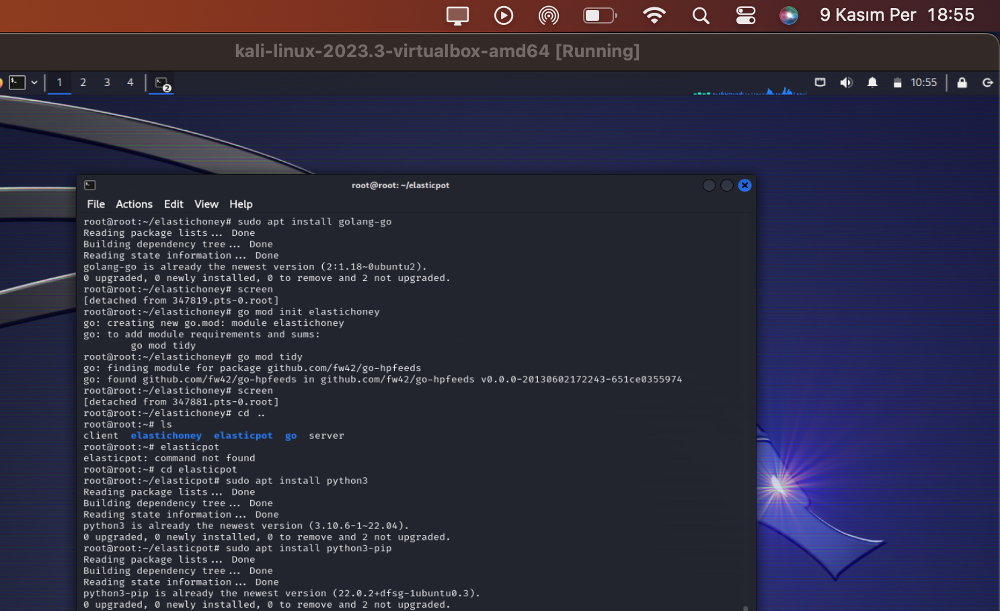 9 Kasım Per 18:55
kali-linux-2023.3-virtualbox-amd64 [Running]
1 2 3 4 2 10:55
root@root: ~/elasticpot
File Actions Edit View Help
root@root:~/elastichoney# sudo apt install golang-go
Reading package lists... Done
Building dependency tree... Done
Reading state information... Done
golang-go is already the newest version (2:1.18~0ubuntu2).
0 upgraded, 0 newly installed, 0 to remove and 2 not upgraded.
root@root:~/elastichoney# screen
[detached from 347819.pts-0.root]
root@root:~/elastichoney# go mod init elastichoney
go: creating new go.mod: module elastichoney
go: to add module requirements and sums:
        go mod tidy
root@root:~/elastichoney# go mod tidy
go: finding module for package github.com/fw42/go-hpfeeds
go: found github.com/fw42/go-hpfeeds in github.com/fw42/go-hpfeeds v0.0.0-20130602172243-651ce0355974
root@root:~/elastichoney# screen
[detached from 347881.pts-0.root]
root@root:~/elastichoney# cd ..
root@root:~# ls
client  elastichoney  elasticpot  go  server
root@root:~# elasticpot
elasticpot: command not found
root@root:~# cd elasticpot
root@root:~/elasticpot# sudo apt install python3
Reading package lists... Done
Building dependency tree... Done
Reading state information... Done
python3 is already the newest version (3.10.6-1~22.04).
0 upgraded, 0 newly installed, 0 to remove and 2 not upgraded.
root@root:~/elasticpot# sudo apt install python3-pip
Reading package lists... Done
Building dependency tree... Done
Reading state information... Done
python3-pip is already the newest version (22.0.2+dfsg-1ubuntu0.3).
0 upgraded, 0 newly installed, 0 to remove and 2 not upgraded.